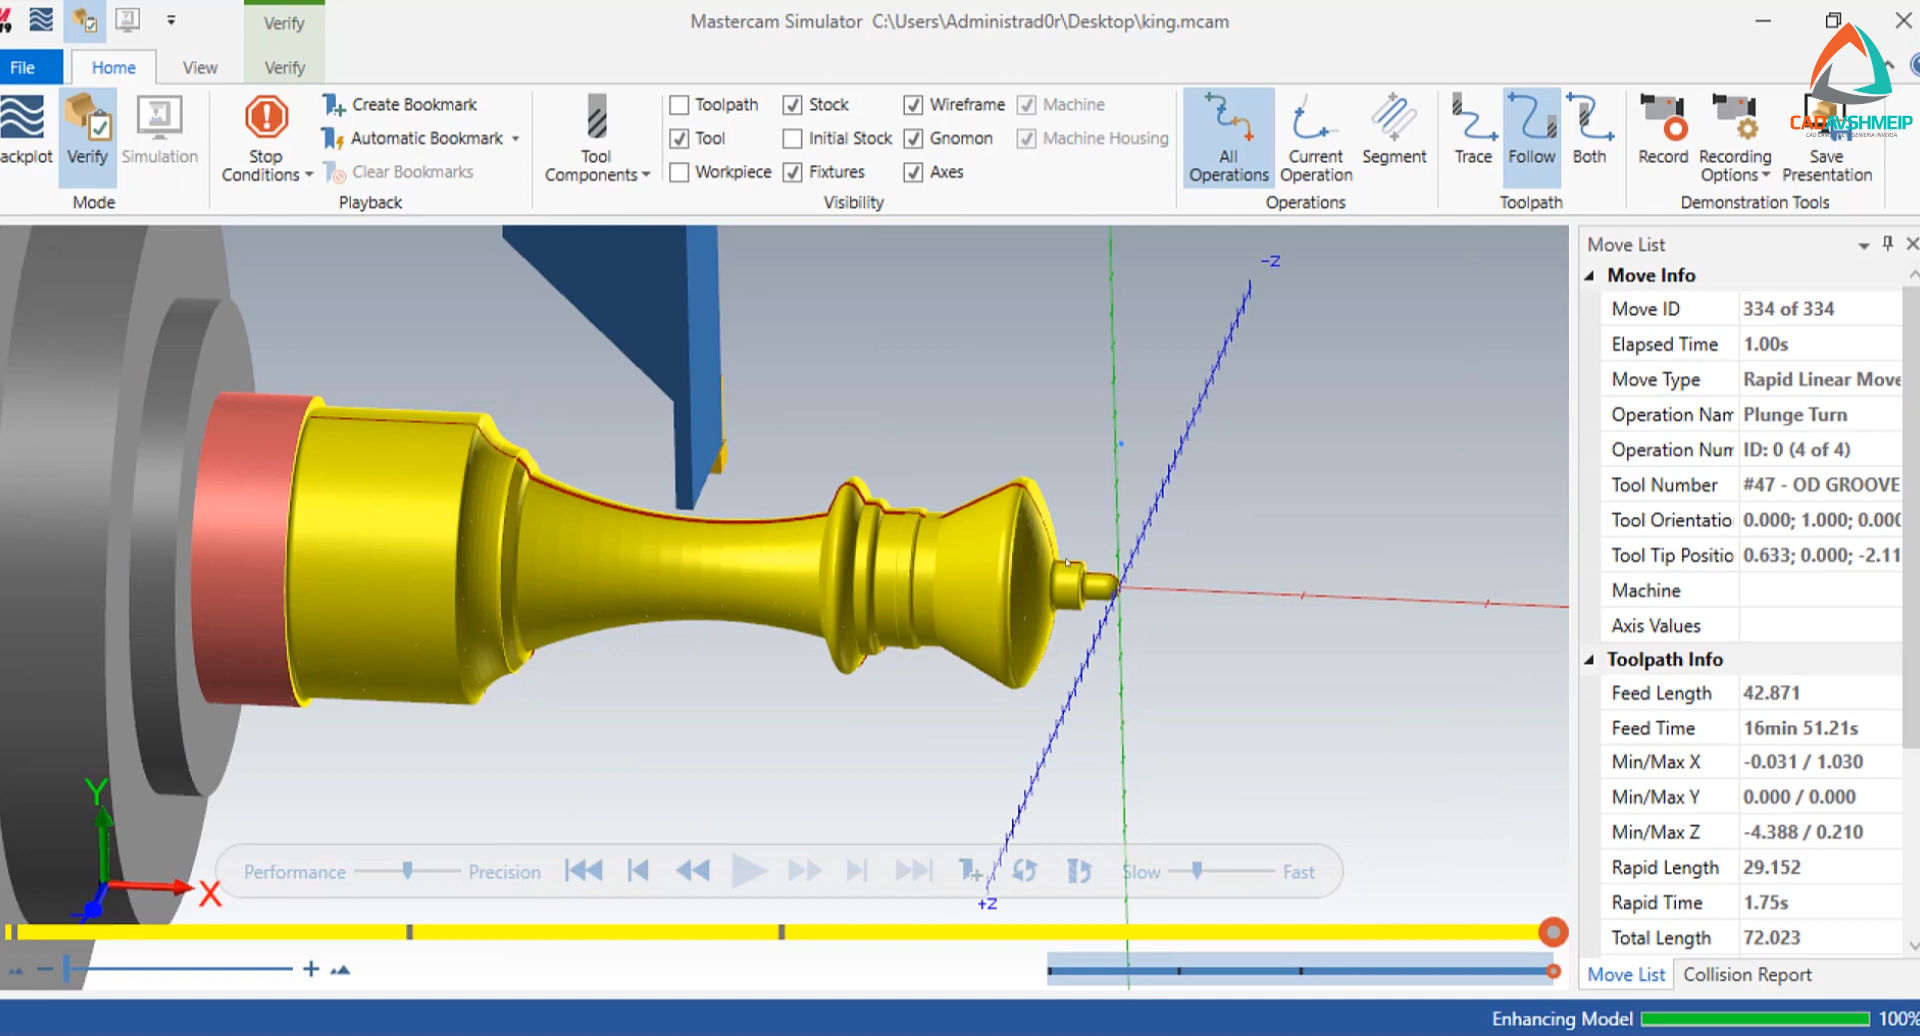 Verify
Mastercam Simulator C:\Users\Administrad0r\Desktop\king.mcam
File
Home
View
Verify
ackplot
Verify
Simulation
Mode
Stop
Conditions
Create Bookmark
Automatic Bookmark
Clear Bookmarks
Playback
Tool
Components
Toolpath
Tool
Workpiece
Stock
Initial Stock
Fixtures
Wireframe
Gnomon
Axes
Machine
Machine Housing
Visibility
All
Operations
Current
Operation
Segment
Operations
Trace
Follow
Both
Toolpath
Record
Recording
Options
Save
Presentation
Demonstration Tools
CADAVSHMEIP
Move List
Move Info
Move ID 334 of 334
Elapsed Time 1.00s
Move Type Rapid Linear Move
Operation Nar Plunge Turn
Operation Nur ID: 0 (4 of 4)
Tool Number #47 - OD GROOVE
Tool Orientatio 0.000; 1.000; 0.000
Tool Tip Positio 0.633; 0.000; -2.11
Machine
Axis Values
Toolpath Info
Feed Length 42.871
Feed Time 16min 51.21s
Min/Max X -0.031 / 1.030
Min/Max Y 0.000 / 0.000
Min/Max Z -4.388 / 0.210
Rapid Length 29.152
Rapid Time 1.75s
Total Length 72.023
Move List
Collision Report
-Z
+Z
Y
X
Performance
Precision
Slow
Fast
Enhancing Model
100%